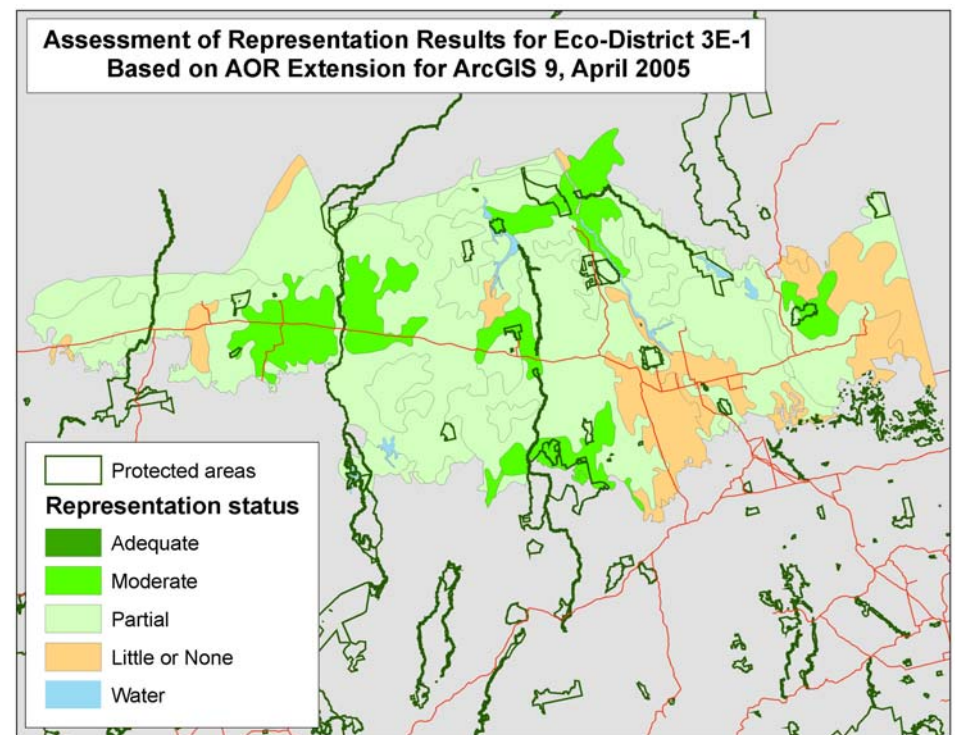 Assessment of Representation Results for Eco-District 3E-1
Based on AOR Extension for ArcGIS 9, April 2005
Protected areas
Representation status
Adequate
Moderate
Partial
Little or None
Water